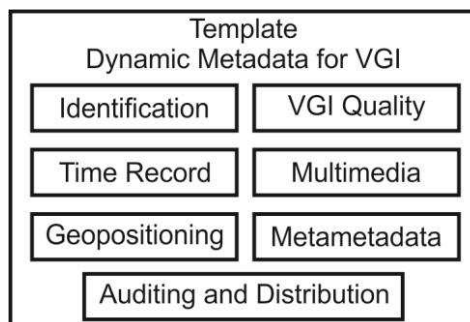 Template
Dynamic Metadata for VGI
Identification
VGI Quality
Time Record
Multimedia
Geopositioning
Metametadata
Auditing and Distribution